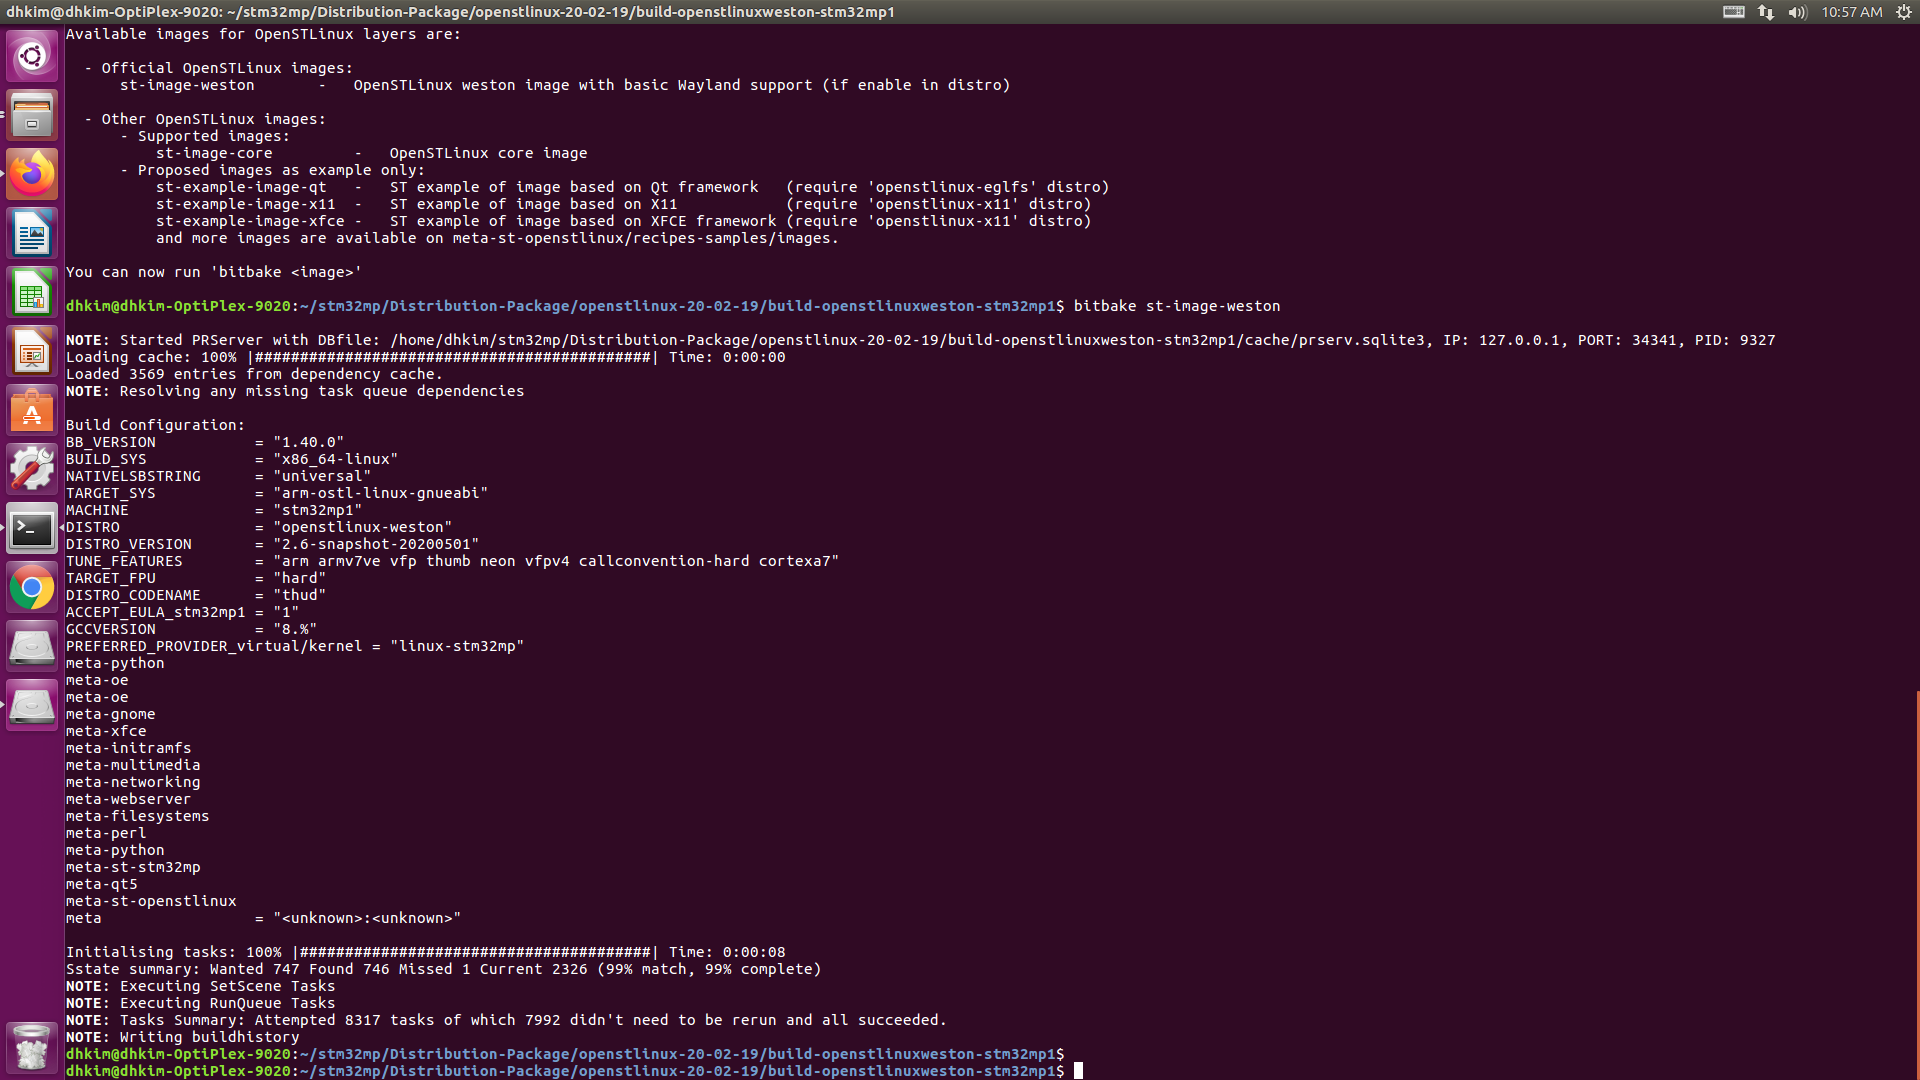 dhkim@dhkim-OptiPlex-9020: ~/stm32mp/Distribution-Package/openstlinux-20-02-19/build-openstlinuxweston-stm32mp1
10:57 AM
Available images for OpenSTLinux layers are:
- Official OpenSTLinux images:
st-image-weston - OpenSTLinux weston image with basic Wayland support (if enable in distro)
- Other OpenSTLinux images:
- Supported images:
st-image-core - OpenSTLinux core image
- Proposed images as example only:
st-example-image-qt - ST example of image based on Qt framework (require 'openstlinux-eglfs' distro)
st-example-image-x11 - ST example of image based on X11 (require 'openstlinux-x11' distro)
st-example-image-xfce - ST example of image based on XFCE framework (require 'openstlinux-x11' distro)
and more images are available on meta-st-openstlinux/recipes-samples/images.
You can now run 'bitbake <image>'
dhkim@dhkim-OptiPlex-9020:~/stm32mp/Distribution-Package/openstlinux-20-02-19/build-openstlinuxweston-stm32mp1$ bitbake st-image-weston
NOTE: Started PRServer with DBfile: /home/dhkim/stm32mp/Distribution-Package/openstlinux-20-02-19/build-openstlinuxweston-stm32mp1/cache/prserv.sqlite3, IP: 127.0.0.1, PORT: 34341, PID: 9327
Loading cache: 100% |############################################| Time: 0:00:00
Loaded 3569 entries from dependency cache.
NOTE: Resolving any missing task queue dependencies
Build Configuration:
BB_VERSION = "1.40.0"
BUILD_SYS = "x86_64-linux"
NATIVELSBSTRING = "universal"
TARGET_SYS = "arm-ostl-linux-gnueabi"
MACHINE = "stm32mp1"
DISTRO = "openstlinux-weston"
DISTRO_VERSION = "2.6-snapshot-20200501"
TUNE_FEATURES = "arm armv7ve vfp thumb neon vfpv4 callconvention-hard cortexa7"
TARGET_FPU = "hard"
DISTRO_CODENAME = "thud"
ACCEPT_EULA_stm32mp1 = "1"
GCCVERSION = "8.%"
PREFERRED_PROVIDER_virtual/kernel = "linux-stm32mp"
meta-python
meta-oe
meta-oe
meta-gnome
meta-xfce
meta-initramfs
meta-multimedia
meta-networking
meta-webserver
meta-filesystems
meta-perl
meta-python
meta-st-stm32mp
meta-qt5
meta-st-openstlinux
meta = "<unknown>:<unknown>"
Initialising tasks: 100% |#######################################| Time: 0:00:08
Sstate summary: Wanted 747 Found 746 Missed 1 Current 2326 (99% match, 99% complete)
NOTE: Executing SetScene Tasks
NOTE: Executing RunQueue Tasks
NOTE: Tasks Summary: Attempted 8317 tasks of which 7992 didn't need to be rerun and all succeeded.
NOTE: Writing buildhistory
dhkim@dhkim-OptiPlex-9020:~/stm32mp/Distribution-Package/openstlinux-20-02-19/build-openstlinuxweston-stm32mp1$
dhkim@dhkim-OptiPlex-9020:~/stm32mp/Distribution-Package/openstlinux-20-02-19/build-openstlinuxweston-stm32mp1$